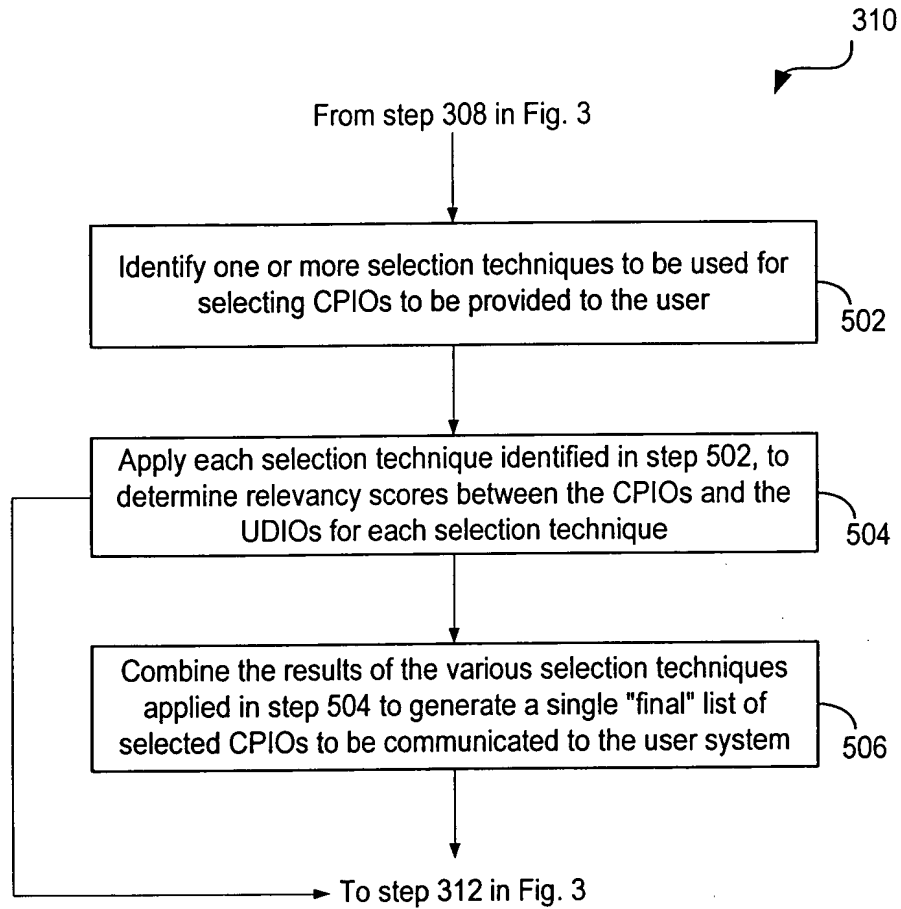 310
From step 308 in Fig. 3
Identify one or more selection techniques to be used for
selecting CPIOs to be provided to the user
502
Apply each selection technique identified in step 502, to
determine relevancy scores between the CPIOs and the
UDIOs for each selection technique
504
Combine the results of the various selection techniques
applied in step 504 to generate a single "final" list of
selected CPIOs to be communicated to the user system
506
To step 312 in Fig. 3